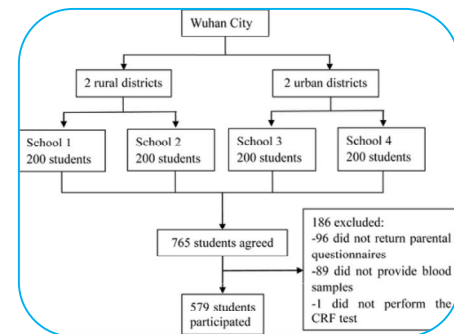 Wuhan City
2 rural districts
2 urban districts
School 1
200 students
School 2
200 students
School 3
200 students
School 4
200 students
765 students agreed
186 excluded:
-96 did not return parental
questionnaires
-89 did not provide blood
samples
-1 did not perform the
CRF test
579 students
participated